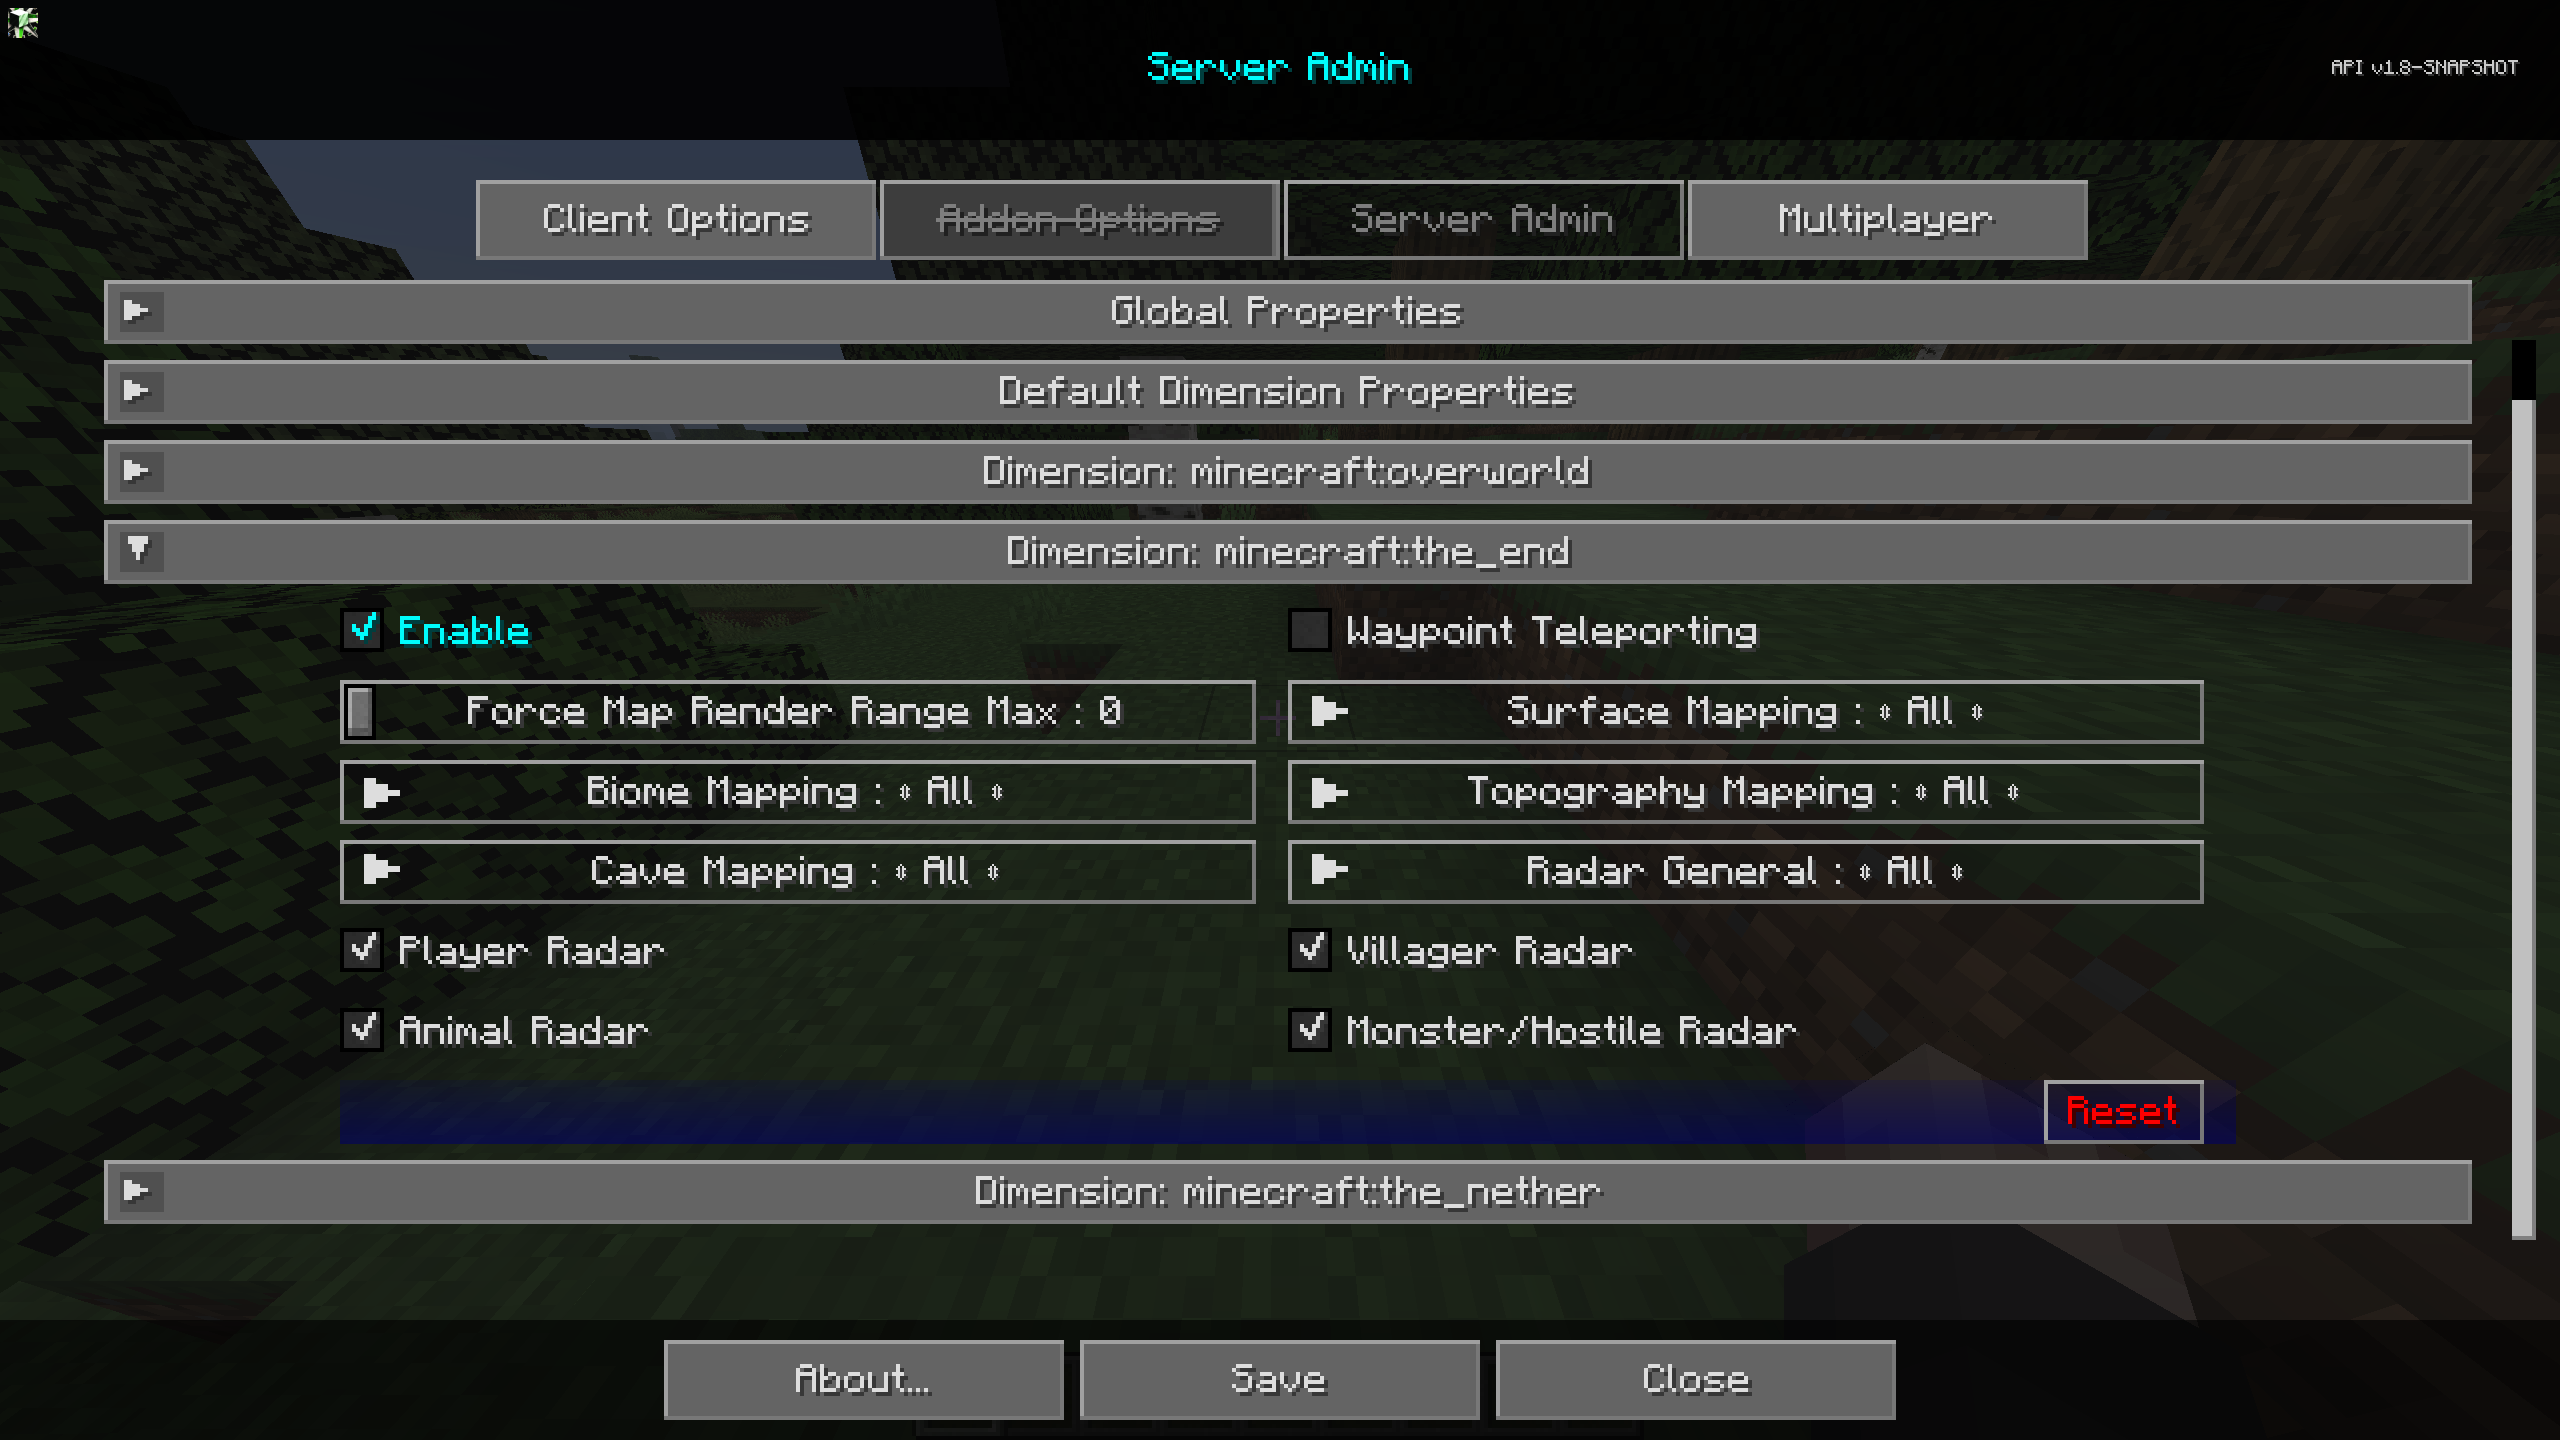 Server Admin
API v1.8-SNAPSHOT
Client Options
Addon Options
Server Admin
Multiplayer
Global Properties
Default Dimension Properties
Dimension: minecraft:overworld
Dimension: minecraft:the_end
Enable
Waypoint Teleporting
Force Map Render Range Max : 0
Surface Mapping : ⇕ All ⇕
Biome Mapping : ⇕ All ⇕
Topography Mapping : ⇕ All ⇕
Cave Mapping : ⇕ All ⇕
Radar General : ⇕ All ⇕
Player Radar
Villager Radar
Animal Radar
Monster/Hostile Radar
Reset
Dimension: minecraft:the_nether
About...
Save
Close